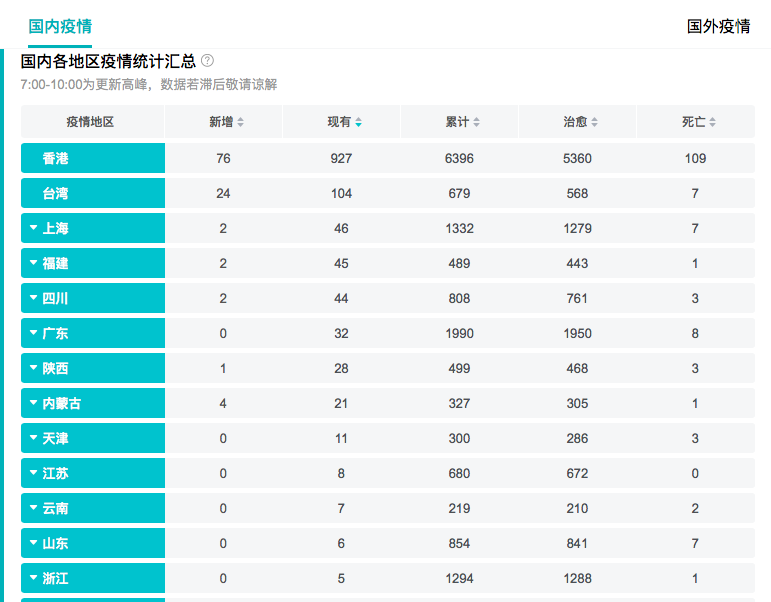 国内疫情 国外疫情
国内各地区疫情统计汇总 ?
7:00-10:00为更新高峰，数据若滞后敬请谅解
疫情地区 新增 现有 累计 治愈 死亡
香港 76 927 6396 5360 109
台湾 24 104 679 568 7
上海 2 46 1332 1279 7
福建 2 45 489 443 1
四川 2 44 808 761 3
广东 0 32 1990 1950 8
陕西 1 28 499 468 3
内蒙古 4 21 327 305 1
天津 0 11 300 286 3
江苏 0 8 680 672 0
云南 0 7 219 210 2
山东 0 6 854 841 7
浙江 0 5 1294 1288 1